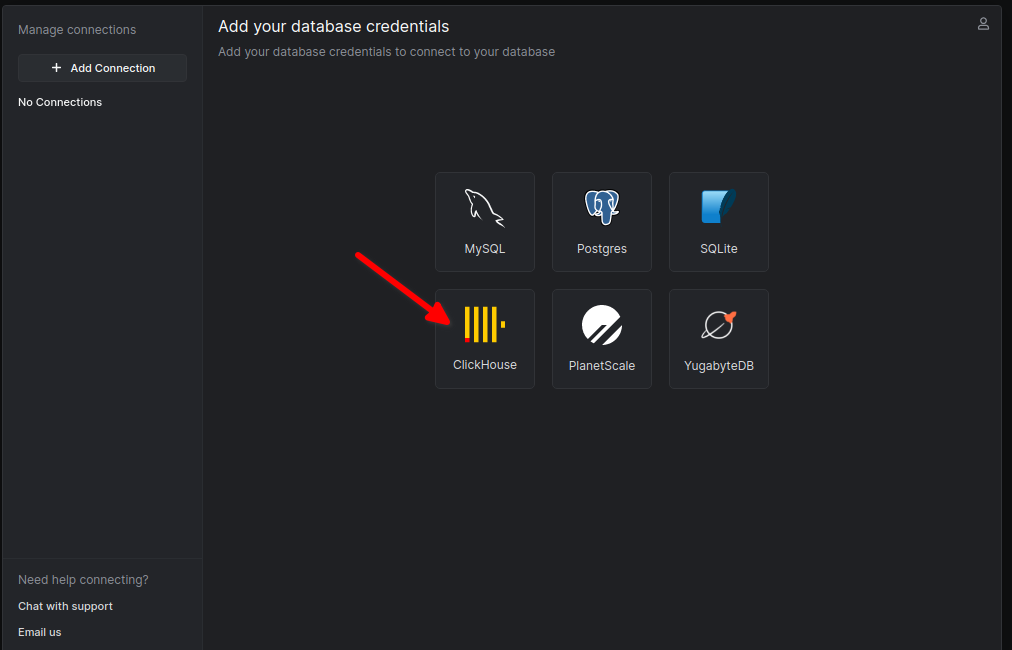 Manage connections
+ Add Connection
No Connections
Add your database credentials
Add your database credentials to connect to your database
MySQL
Postgres
SQLite
ClickHouse
PlanetScale
YugabyteDB
Need help connecting?
Chat with support
Email us